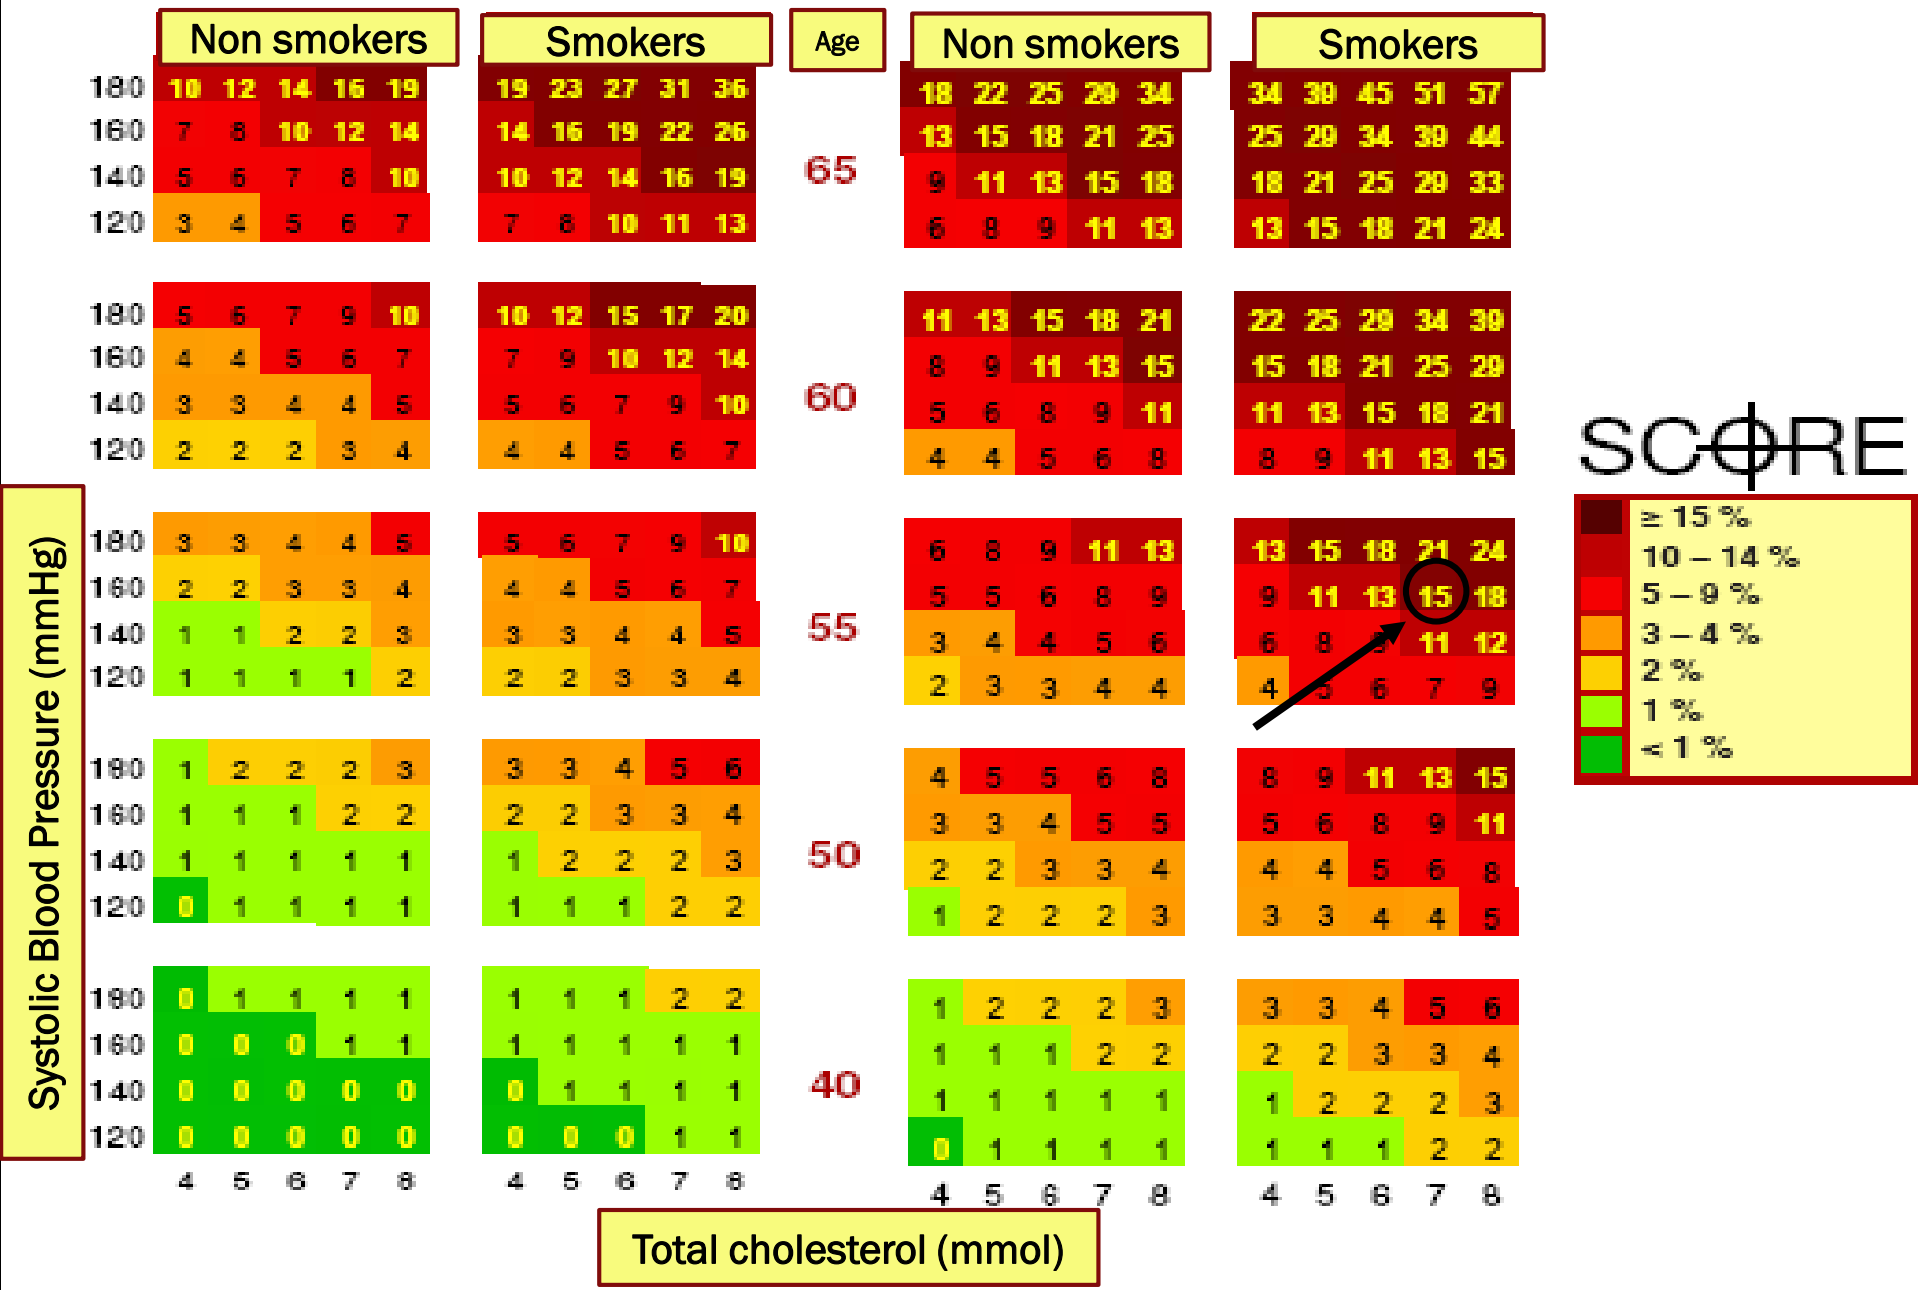 Non smokers Smokers Age Non smokers Smokers
180 10 12 14 16 19 19 23 27 31 36 18 22 25 29 34 34 39 45 51 57
160 7 8 10 12 14 14 16 19 22 26 13 15 18 21 25 25 29 34 39 44
65
140 5 6 7 8 10 10 12 14 16 19 9 11 13 15 18 18 21 25 29 33
120 3 4 5 6 7 7 8 10 11 13 6 8 9 11 13 13 15 18 21 24
180 5 6 7 9 10 10 12 15 17 20 11 13 15 18 21 22 25 29 34 39
160 4 4 5 6 7 7 9 10 12 14 8 9 11 13 15 15 18 21 25 29
60
140 3 3 4 4 5 5 6 7 9 10 5 6 8 9 11 11 13 15 18 21
120 2 2 2 3 4 4 4 5 6 7 4 4 5 6 8 8 9 11 13 15
180 3 3 4 4 5 5 6 7 9 10 6 8 9 11 13 13 15 18 21 24
160 2 2 3 3 4 4 4 5 6 7 5 5 6 8 9 9 11 13 15 18
55
140 1 1 2 2 3 3 3 4 4 5 3 4 4 5 6 6 8 9 11 12
120 1 1 1 1 2 2 2 3 3 4 2 3 3 4 4 4 5 6 7 9
180 1 2 2 2 3 3 3 4 5 6 4 5 5 6 8 8 9 11 13 15
160 1 1 1 2 2 2 2 3 3 4 3 3 4 5 5 5 6 8 9 11
50
140 1 1 1 1 1 1 2 2 2 3 2 2 3 3 4 4 4 5 6 8
120 0 1 1 1 1 1 1 1 2 2 1 2 2 2 3 3 3 4 4 5
180 0 1 1 1 1 1 1 1 2 2 1 2 2 2 3 3 3 4 5 6
160 0 0 0 1 1 1 1 1 1 1 1 1 1 2 2 2 2 3 3 4
40
140 0 0 0 0 0 0 1 1 1 1 1 1 1 1 1 1 2 2 2 3
120 0 0 0 0 0 0 0 0 1 1 0 1 1 1 1 1 1 1 2 2
4 5 6 7 8 4 5 6 7 8 4 5 6 7 8 4 5 6 7 8
Systolic Blood Pressure (mmHg)
Total cholesterol (mmol)
SCORE
≥ 15 %
10 – 14 %
5 – 9 %
3 – 4 %
2 %
1 %
< 1 %